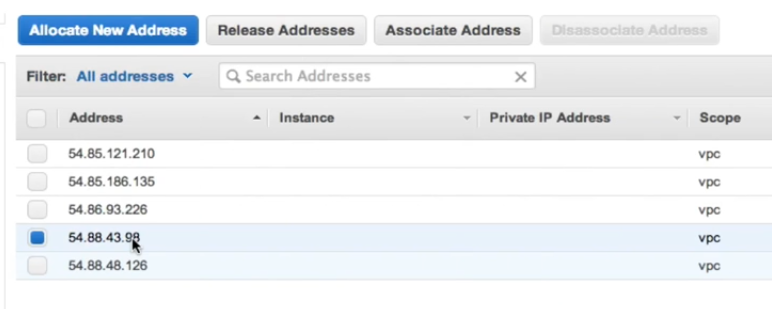 Allocate New Address Release Addresses Associate Address Disassociate Address
Filter: All addresses Search Addresses
Address Instance Private IP Address Scope
54.85.121.210 vpc
54.85.186.135 vpc
54.86.93.226 vpc
54.88.43.98 vpc
54.88.48.126 vpc